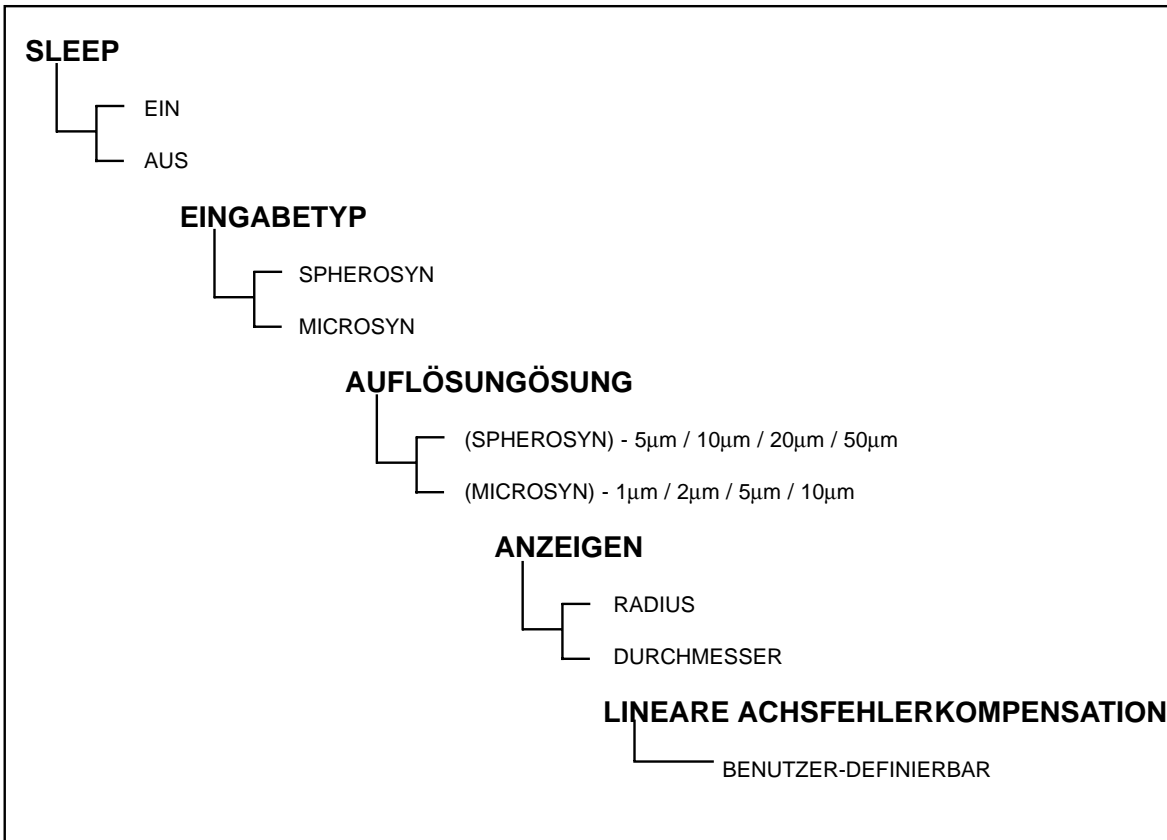 SLEEP
EIN
AUS
EINGABETYP
SPHEROSYN
MICROSYN
AUFLÖSUNGÖSUNG
(SPHEROSYN) - 5µm / 10µm / 20µm / 50µm
(MICROSYN) - 1µm / 2µm / 5µm / 10µm
ANZEIGEN
RADIUS
DURCHMESSER
LINEARE ACHSFEHLERKOMPENSATION
BENUTZER-DEFINIERBAR